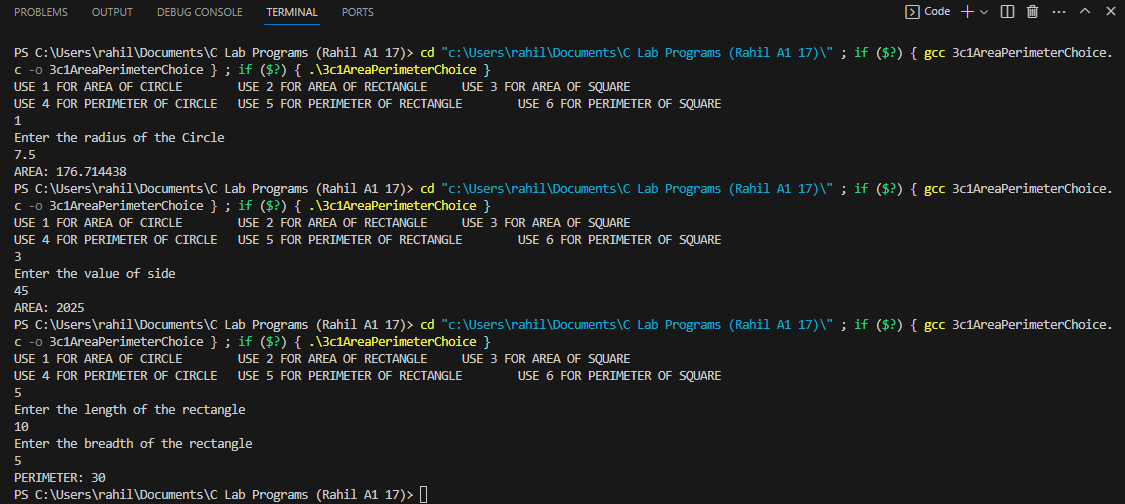 PROBLEMS OUTPUT DEBUG CONSOLE TERMINAL PORTS Code
PS C:\Users\rahil\Documents\C Lab Programs (Rahil A1 17)> cd "c:\Users\rahil\Documents\C Lab Programs (Rahil A1 17)\" ; if ($?) { gcc 3c1AreaPerimeterChoice.
c -o 3c1AreaPerimeterChoice } ; if ($?) { .\3c1AreaPerimeterChoice }
USE 1 FOR AREA OF CIRCLE USE 2 FOR AREA OF RECTANGLE USE 3 FOR AREA OF SQUARE
USE 4 FOR PERIMETER OF CIRCLE USE 5 FOR PERIMETER OF RECTANGLE USE 6 FOR PERIMETER OF SQUARE
1
Enter the radius of the Circle
7.5
AREA: 176.714438
PS C:\Users\rahil\Documents\C Lab Programs (Rahil A1 17)> cd "c:\Users\rahil\Documents\C Lab Programs (Rahil A1 17)\" ; if ($?) { gcc 3c1AreaPerimeterChoice.
c -o 3c1AreaPerimeterChoice } ; if ($?) { .\3c1AreaPerimeterChoice }
USE 1 FOR AREA OF CIRCLE USE 2 FOR AREA OF RECTANGLE USE 3 FOR AREA OF SQUARE
USE 4 FOR PERIMETER OF CIRCLE USE 5 FOR PERIMETER OF RECTANGLE USE 6 FOR PERIMETER OF SQUARE
3
Enter the value of side
45
AREA: 2025
PS C:\Users\rahil\Documents\C Lab Programs (Rahil A1 17)> cd "c:\Users\rahil\Documents\C Lab Programs (Rahil A1 17)\" ; if ($?) { gcc 3c1AreaPerimeterChoice.
c -o 3c1AreaPerimeterChoice } ; if ($?) { .\3c1AreaPerimeterChoice }
USE 1 FOR AREA OF CIRCLE USE 2 FOR AREA OF RECTANGLE USE 3 FOR AREA OF SQUARE
USE 4 FOR PERIMETER OF CIRCLE USE 5 FOR PERIMETER OF RECTANGLE USE 6 FOR PERIMETER OF SQUARE
5
Enter the length of the rectangle
10
Enter the breadth of the rectangle
5
PERIMETER: 30
PS C:\Users\rahil\Documents\C Lab Programs (Rahil A1 17)>